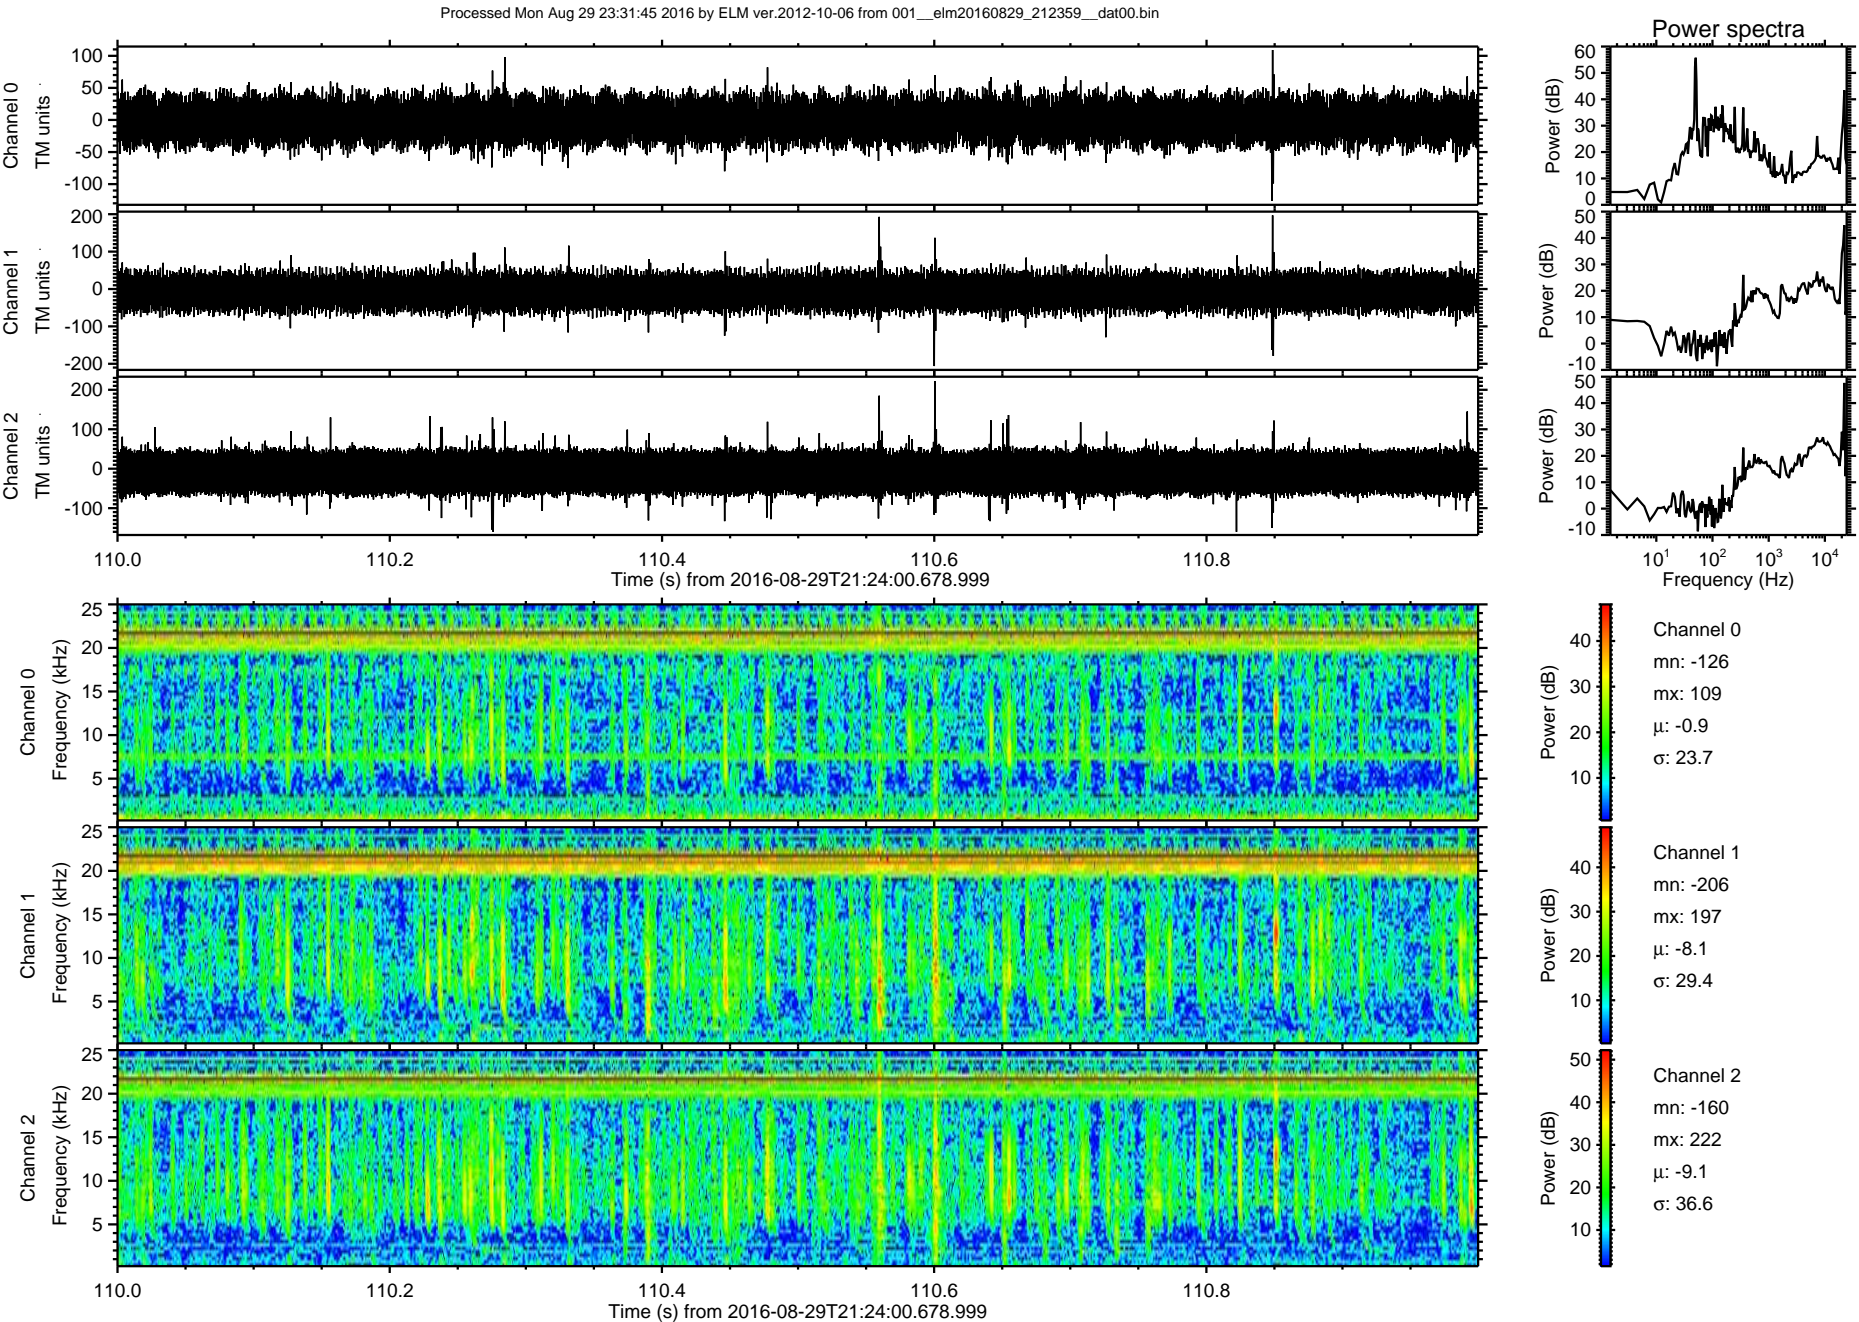 Processed Mon Aug 29 23:31:45 2016 by ELM ver.2012-10-06 from 001__elm20160829_212359__dat00.bin
Power spectra
Channel 0
TM units
100
50
0
-50
-100
Power (dB)
60
50
40
30
20
10
0
Channel 1
TM units
200
100
0
-100
-200
Power (dB)
50
40
30
20
10
0
-10
Channel 2
TM units
200
100
0
-100
Power (dB)
50
40
30
20
10
0
-10
110.0 110.2 110.4 110.6 110.8
Time (s) from 2016-08-29T21:24:00.678.999
10¹ 10² 10³ 10⁴
Frequency (Hz)
Channel 0
Frequency (kHz)
25
20
15
10
5
Power (dB)
40
30
20
10
Channel 0
mn: -126
mx: 109
μ: -0.9
σ: 23.7
Channel 1
Frequency (kHz)
25
20
15
10
5
Power (dB)
40
30
20
10
Channel 1
mn: -206
mx: 197
μ: -8.1
σ: 29.4
Channel 2
Frequency (kHz)
25
20
15
10
5
Power (dB)
50
40
30
20
10
Channel 2
mn: -160
mx: 222
μ: -9.1
σ: 36.6
110.0 110.2 110.4 110.6 110.8
Time (s) from 2016-08-29T21:24:00.678.999